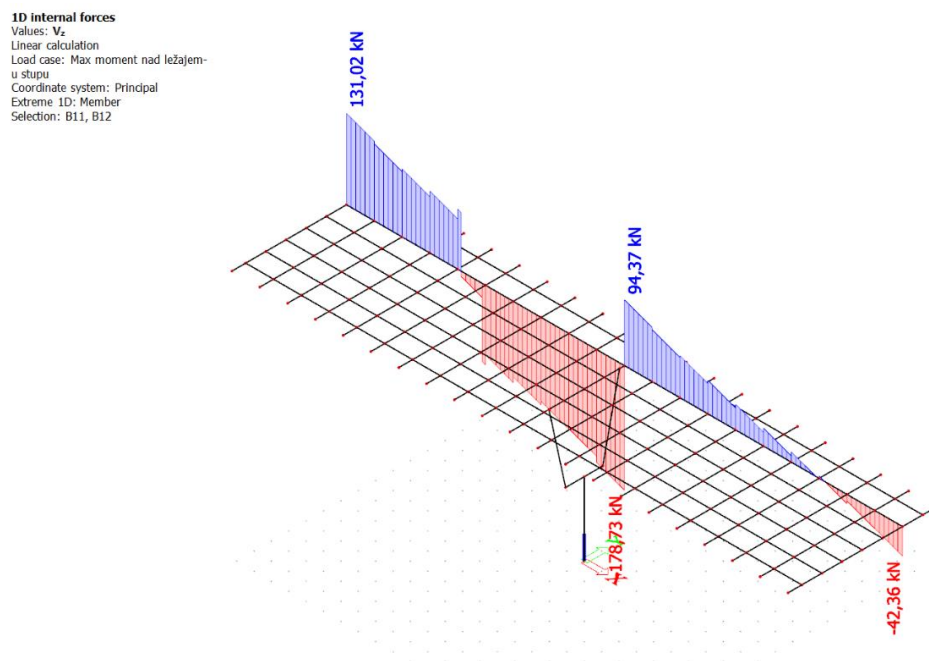 1D internal forces
Values: Vz
Linear calculation
Load case: Max moment nad ležajem-
u stupu
Coordinate system: Principal
Extreme 1D: Member
Selection: B11, B12
131,02 kN
94,37 kN
-178,73 kN
-42,36 kN